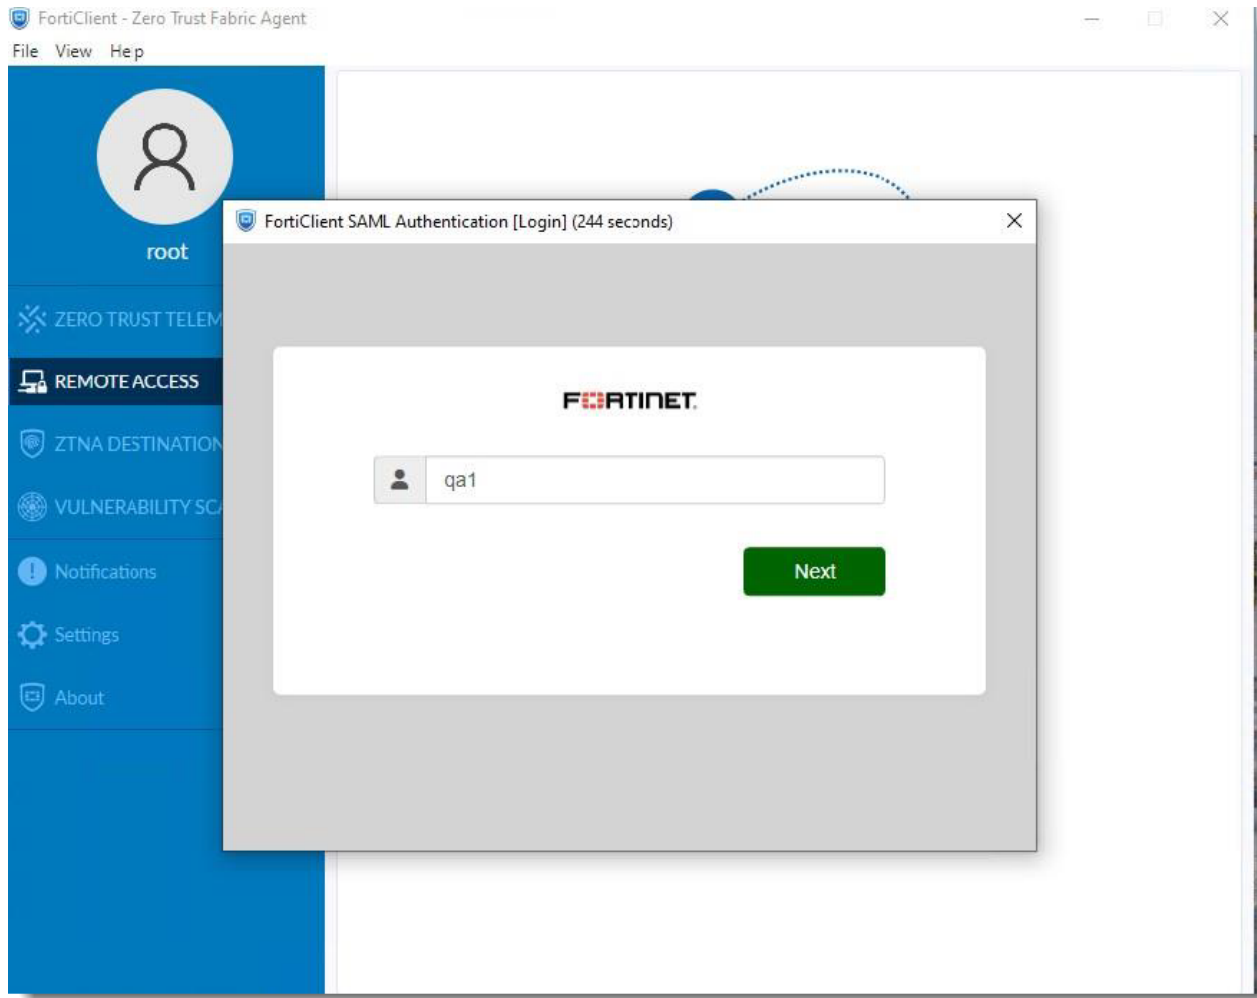 FortiClient - Zero Trust Fabric Agent
File View Help
root
ZERO TRUST TELEM
REMOTE ACCESS
ZTNA DESTINATION
VULNERABILITY SCA
Notifications
Settings
About
FortiClient SAML Authentication [Login] (244 seconds)
FORTINET
qa1
Next